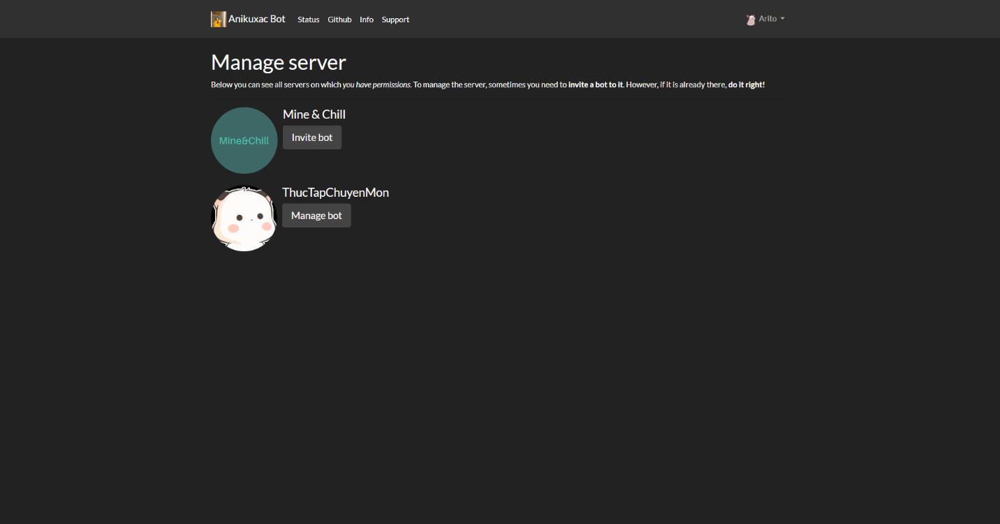 Anikuxac Bot Status Github Info Support Arito
Manage server
Below you can see all servers on which you have permissions. To manage the server, sometimes you need to invite a bot to it. However, if it is already there, do it right!
Mine&Chill
Mine & Chill
Invite bot
ThucTapChuyenMon
Manage bot